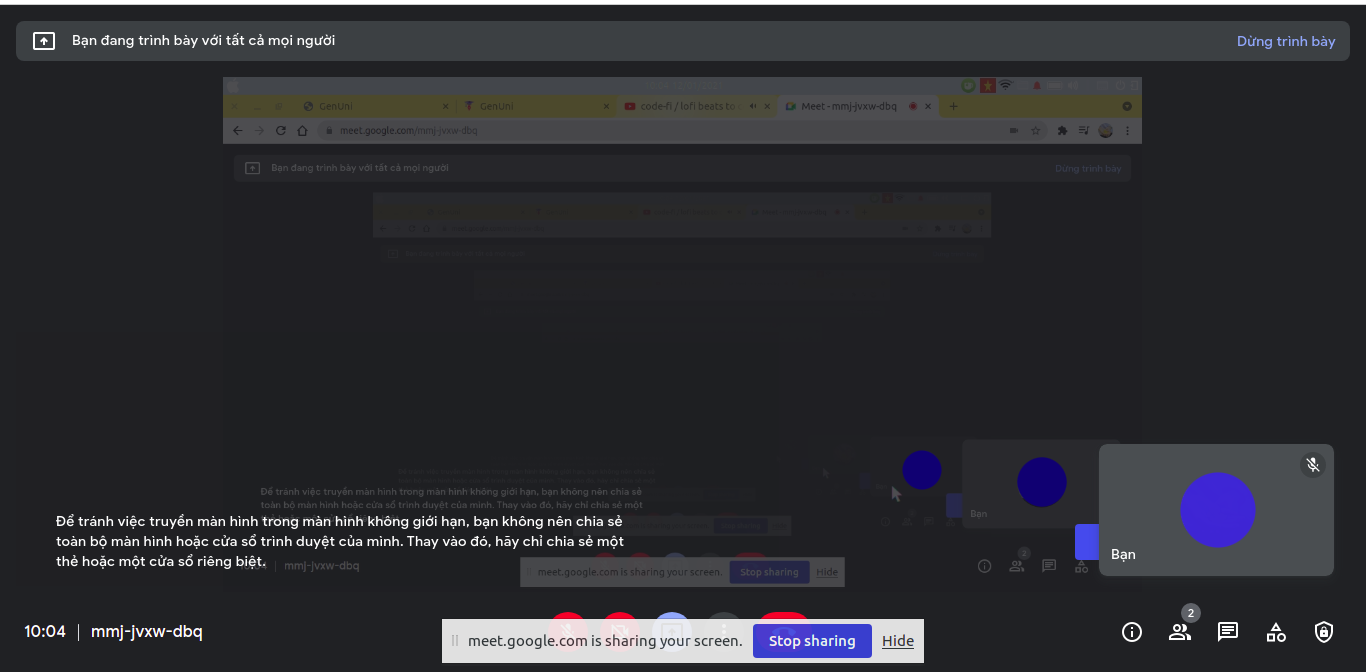 Bạn đang trình bày với tất cả mọi người
Dừng trình bày
GenUni
GenUni
code-fi / lofi beats to
Meet - mmj-jvxw-dbq
meet.google.com/mmj-jvxw-dbq
Bạn đang trình bày với tất cả mọi người
Dừng trình bày
Để tránh việc truyền màn hình trong màn hình không giới hạn, bạn không nên chia sẻ
toàn bộ màn hình hoặc cửa sổ trình duyệt của mình. Thay vào đó, hãy chỉ chia sẻ một
Bạn
Để tránh việc truyền màn hình trong màn hình không giới hạn, bạn không nên chia sẻ
toàn bộ màn hình hoặc cửa sổ trình duyệt của mình. Thay vào đó, hãy chỉ chia sẻ một
thẻ hoặc một cửa sổ riêng biệt.
Bạn
mmj-jvxw-dbq
meet.google.com is sharing your screen.
Stop sharing
Hide
2
2
10:04
mmj-jvxw-dbq
meet.google.com is sharing your screen.
Stop sharing
Hide